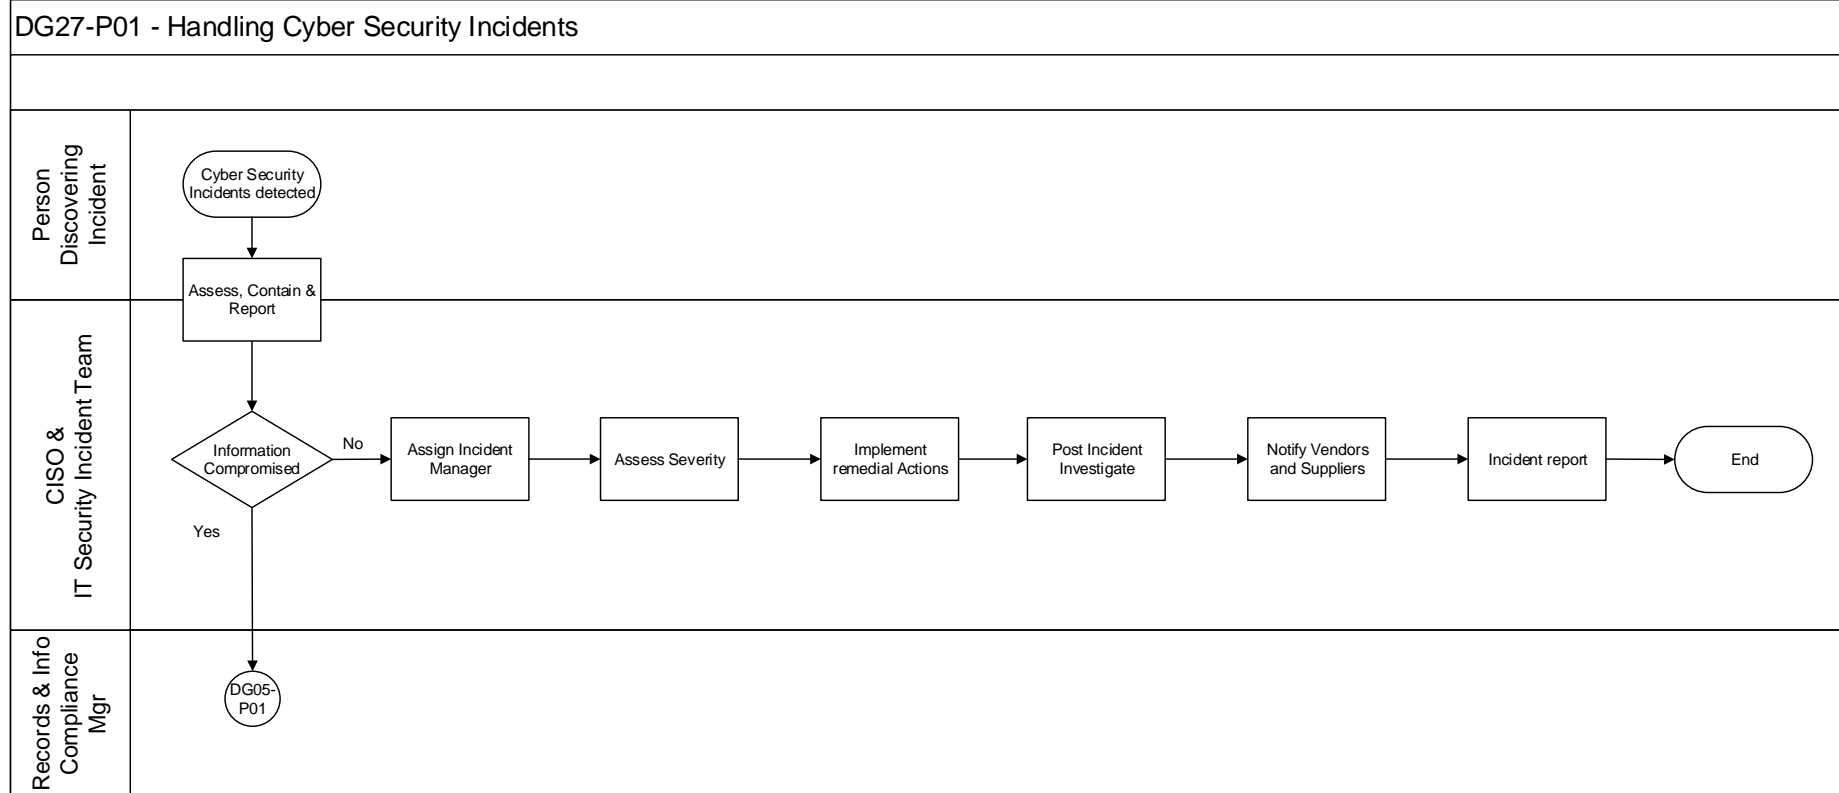 DG27-P01 - Handling Cyber Security Incidents
Person
Discovering
Incident
Cyber Security
Incidents detected
Assess, Contain &
Report
CISO &
IT Security Incident Team
Information
Compromised
No
Yes
Assign Incident
Manager
Assess Severity
Implement
remedial Actions
Post Incident
Investigate
Notify Vendors
and Suppliers
Incident report
End
Records & Info
Compliance
Mgr
DG05-
P01